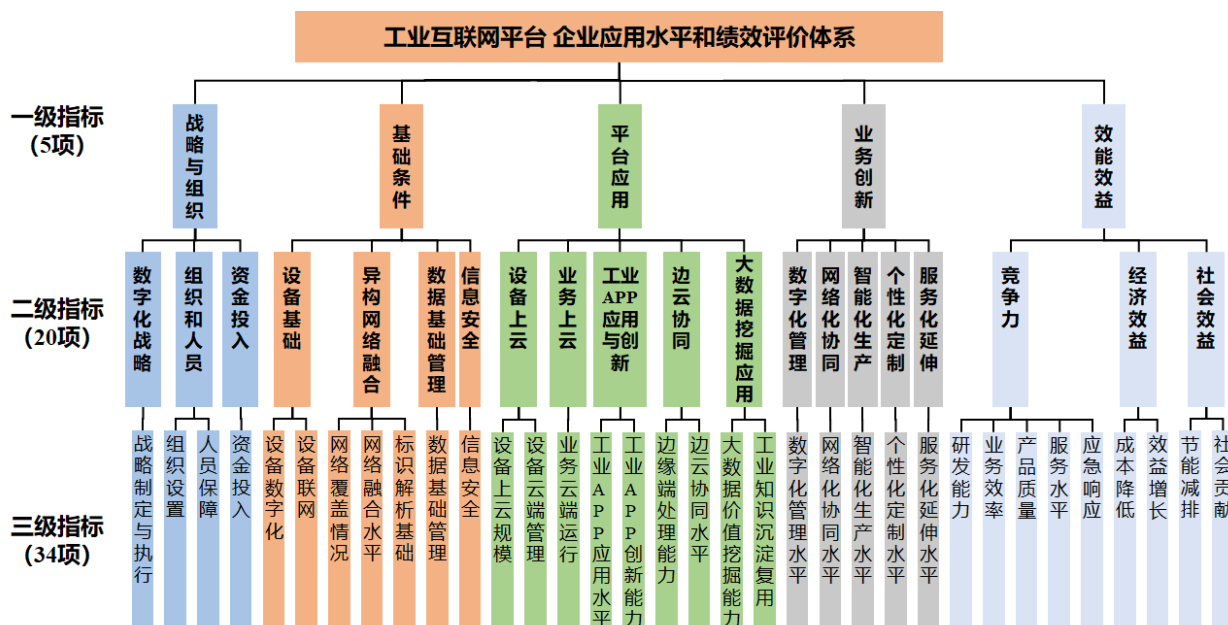 工业互联网平台 企业应用水平和绩效评价体系
一级指标
(5项)
战略与组织
基础条件
平台应用
业务创新
效能效益
二级指标
(20项)
数字化战略
组织和人员
资金投入
设备基础
异构网络融合
数据基础管理
信息安全
设备上云
业务上云
工业
APP用
应创
与新
边云协同
大数据挖掘应用
数字化管理
网络化协同
智能化生产
个性化定制
服务化延伸
竞争力
经济效益
社会效益
三级指标
(34项)
战略制定与执行
组织设置
人员保障
资金投入
设备数字化
设备联网
网络覆盖情况
网络融合水平
标识解析基础
数据基础管理
信息安全
设备上云规模
设备云端管理
业务云端运行
工业APP应用水平
工业APP创新能力
边缘端处理能力
边云协同水平
大数据价值挖掘能力
工业知识沉淀复用
数字化管理水平
网络化协同水平
智能化生产水平
个性化定制水平
服务化延伸水平
研发能力
业务效率
产品质量
服务水平
应急响应
成本降低
效益增长
节能减排
社会贡献